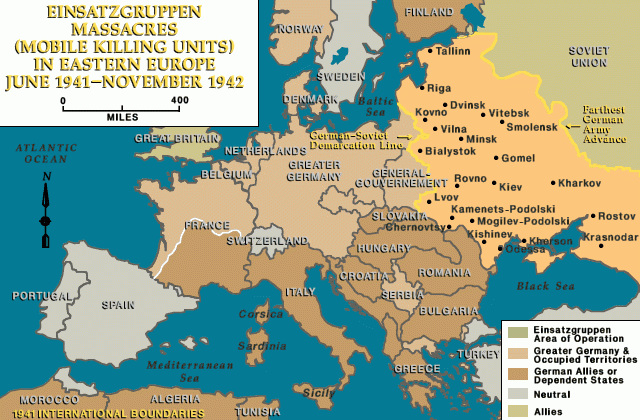 EINSATZGRUPPEN
MASSACRES
(MOBILE KILLING UNITS)
IN EASTERN EUROPE
JUNE 1941–NOVEMBER 1942
0 400
MILES
NORWAY
FINLAND
SWEDEN
SOVIET
UNION
Tallinn
Riga
DENMARK
Baltic
Sea
Dvinsk
Kovno
Vitebsk
Smolensk
Farthest
German
Army
Advance
Vilna
Minsk
German–Soviet
Demarcation Line
GREAT BRITAIN
ATLANTIC
OCEAN
NETHERLANDS
Bialystok
Gomel
GREATER
GERMANY
BELGIUM
GENERAL-
GOUVERNEMENT
Rovno
Kiev
Kharkov
N
Lvov
Kamenets-Podolski
SLOVAKIA
Mogilev-Podolski
Rostov
FRANCE
Chernovtsy
Kishinev
Kherson
Krasnodar
SWITZERLAND
HUNGARY
Odessa
CROATIA
ROMANIA
PORTUGAL
SPAIN
ITALY
SERBIA
Black Sea
Corsica
BULGARIA
Sardinia
Mediterranean
Sea
TURKEY
GREECE
Sicily
MOROCCO
ALGERIA
TUNISIA
1941 INTERNATIONAL BOUNDARIES
Einsatzgruppen
Area of Operation
Greater Germany &
Occupied Territories
German Allies or
Dependent States
Neutral
Allies